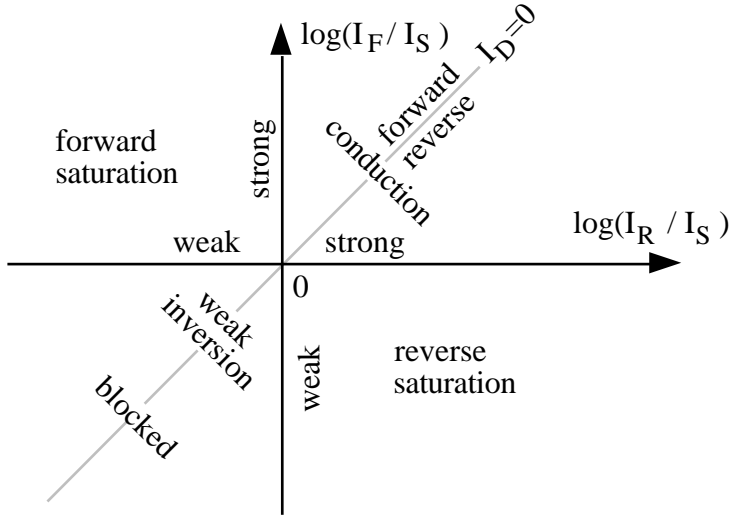 log(I_F / I_S)
I_D=0
forward
reverse
conduction
strong
forward
saturation
weak
strong
log(I_R / I_S)
0
weak
inversion
weak
reverse
saturation
blocked